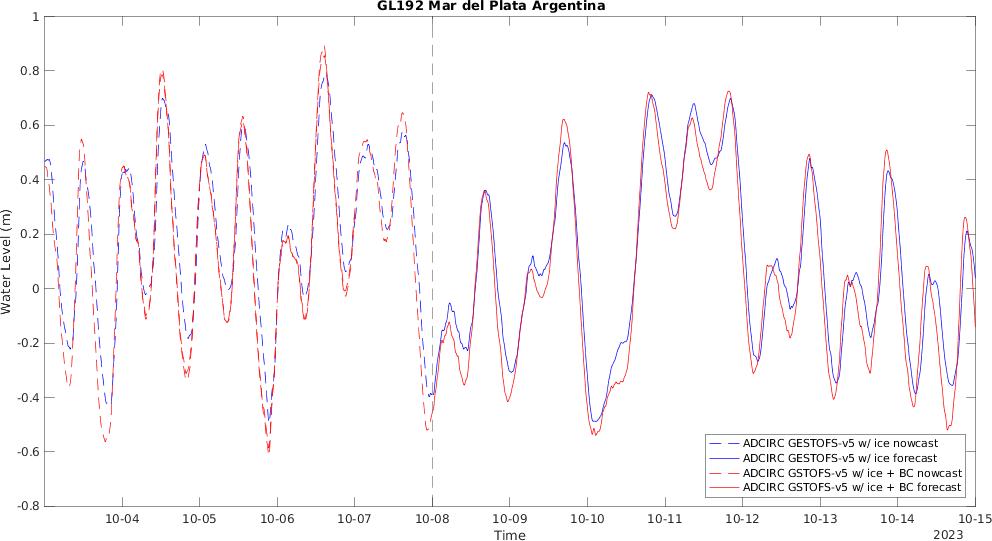 GL192 Mar del Plata Argentina
1
0.8
0.6
0.4
0.2
0
-0.2
-0.4
-0.6
-0.8
Water Level (m)
ADCIRC GESTOFS-v5 w/ ice nowcast
ADCIRC GESTOFS-v5 w/ ice forecast
ADCIRC GSTOFS-v5 w/ ice + BC nowcast
ADCIRC GSTOFS-v5 w/ ice + BC forecast
10-04 10-05 10-06 10-07 10-08 10-09 10-10 10-11 10-12 10-13 10-14 10-15
Time
2023